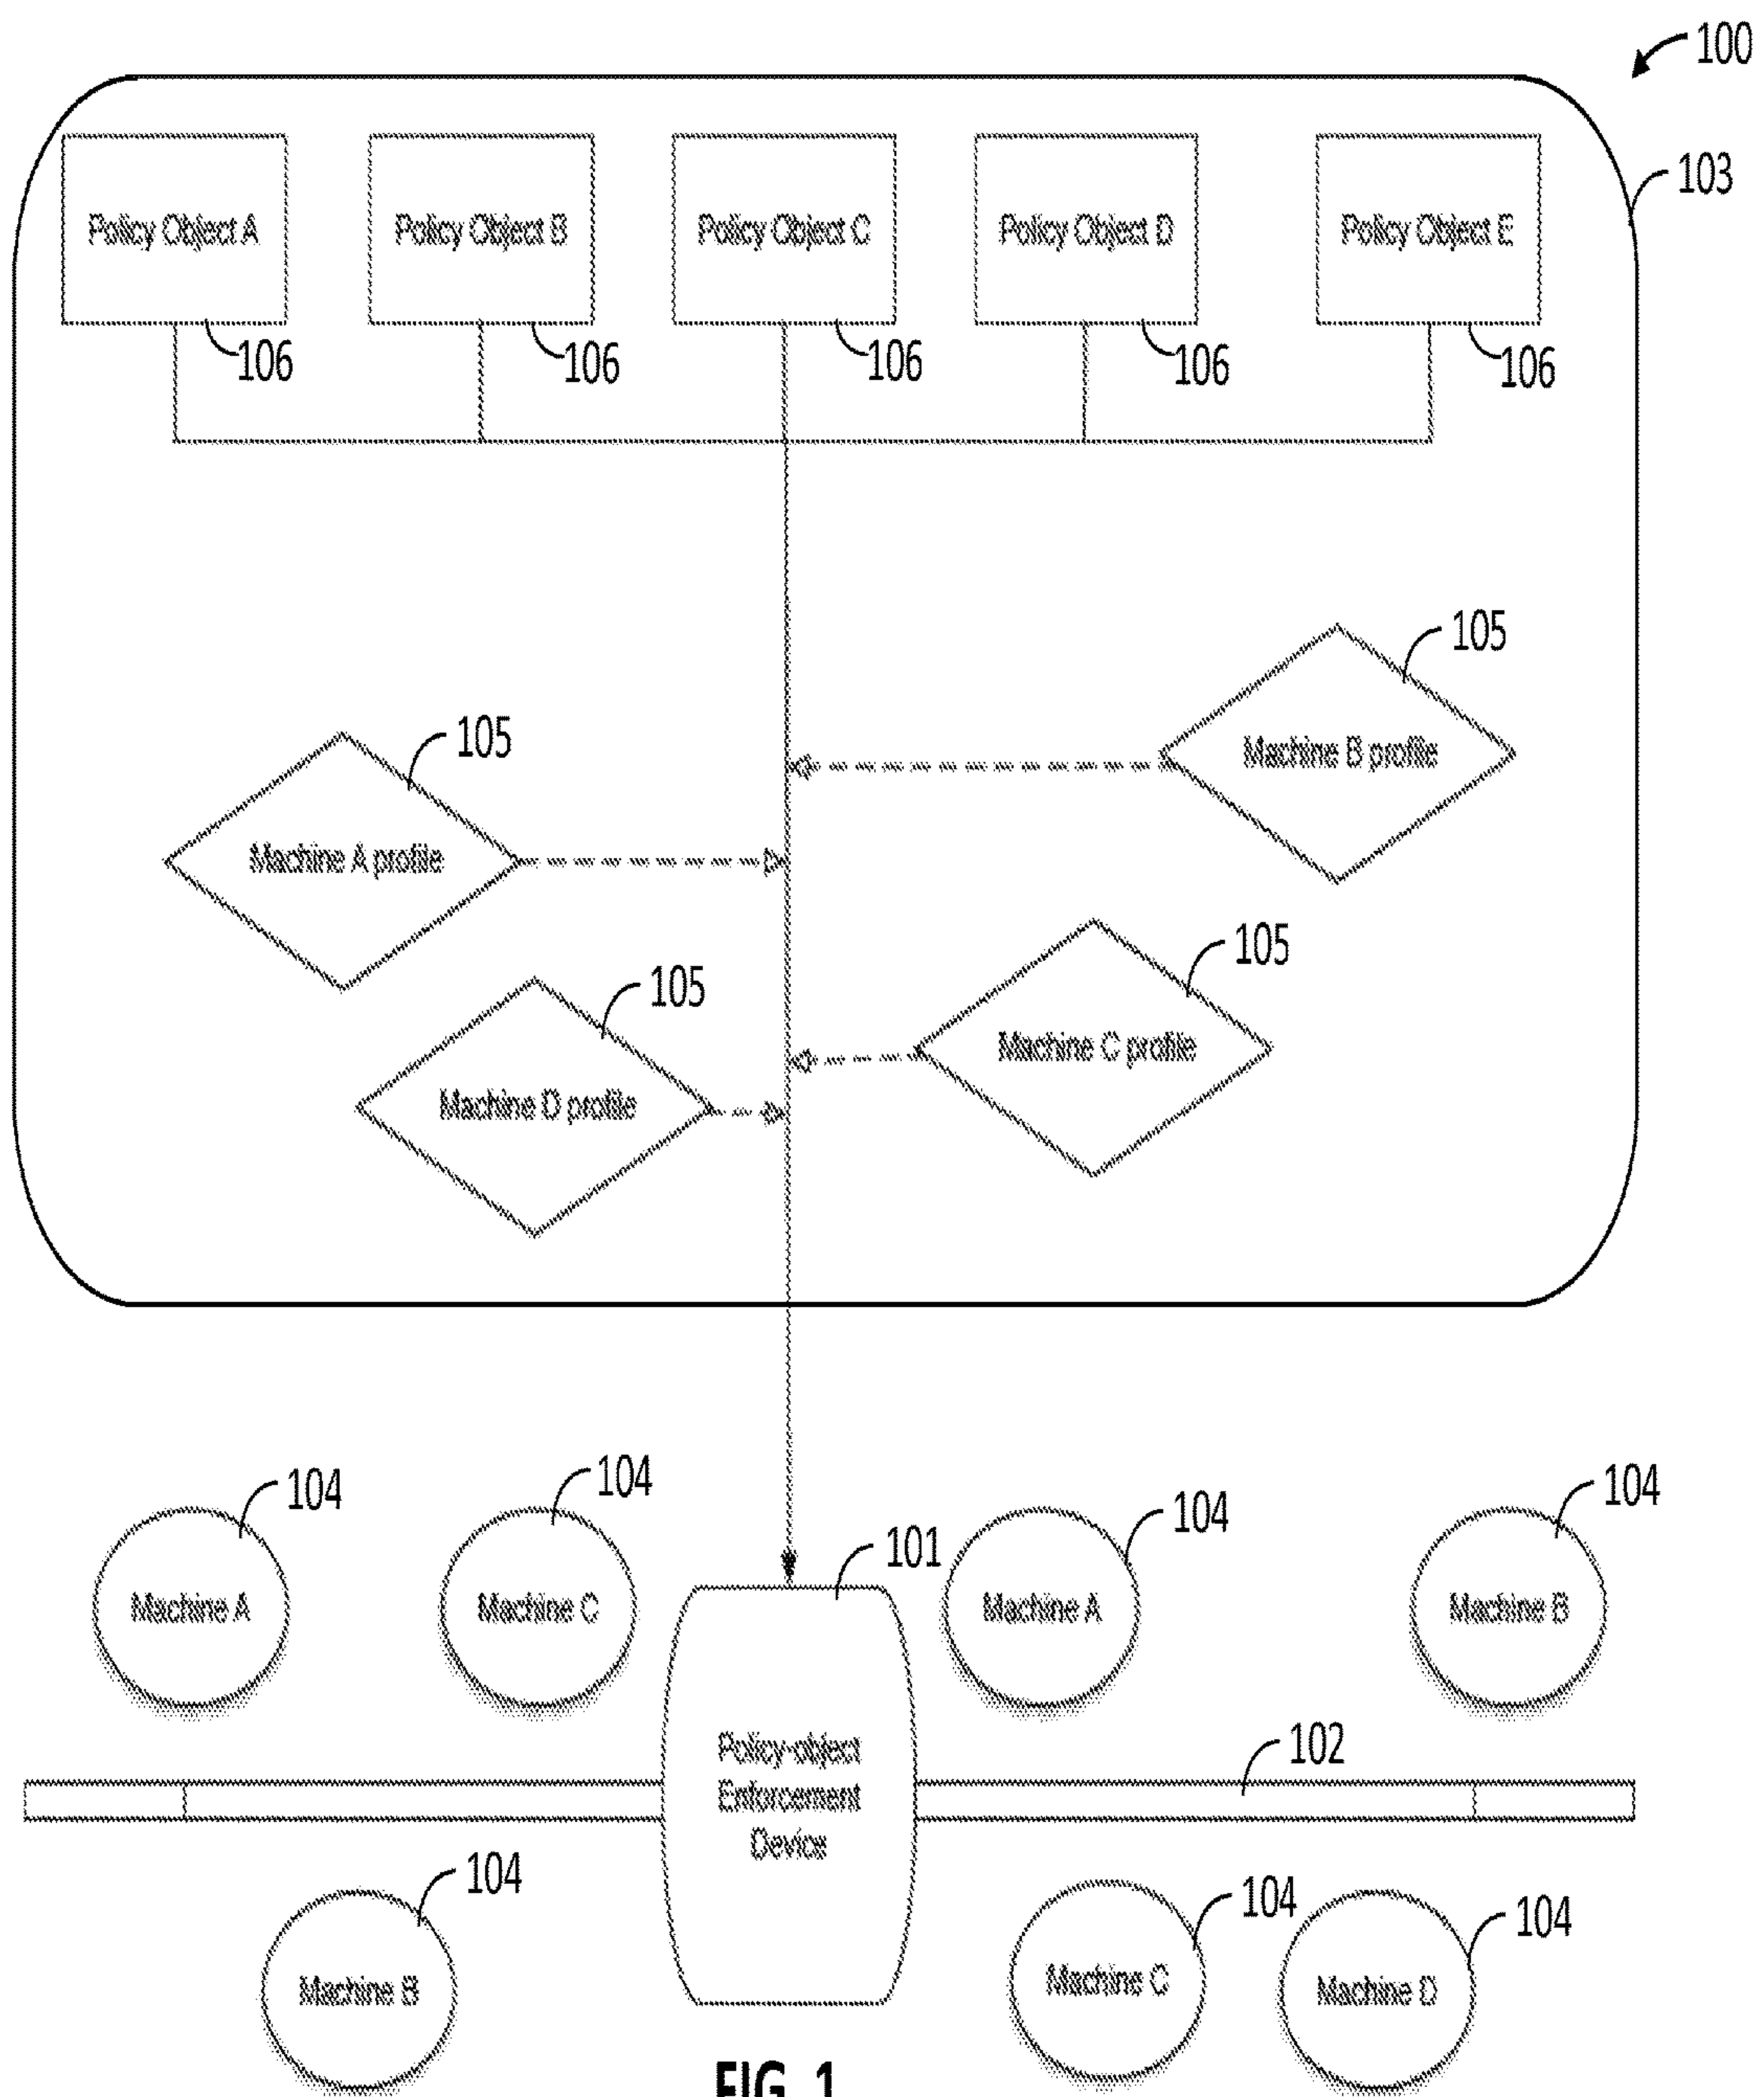 100
103
Policy Object A
Policy Object B
Policy Object C
Policy Object D
Policy Object E
106
106
106
106
106
105
Machine B profile
105
Machine A profile
105
Machine C profile
105
Machine D profile
104
104
104
104
101
Machine A
Machine C
Machine A
Machine B
102
Policy-object
Enforcement
Device
104
104
104
Machine B
Machine C
Machine D
FIG. 1